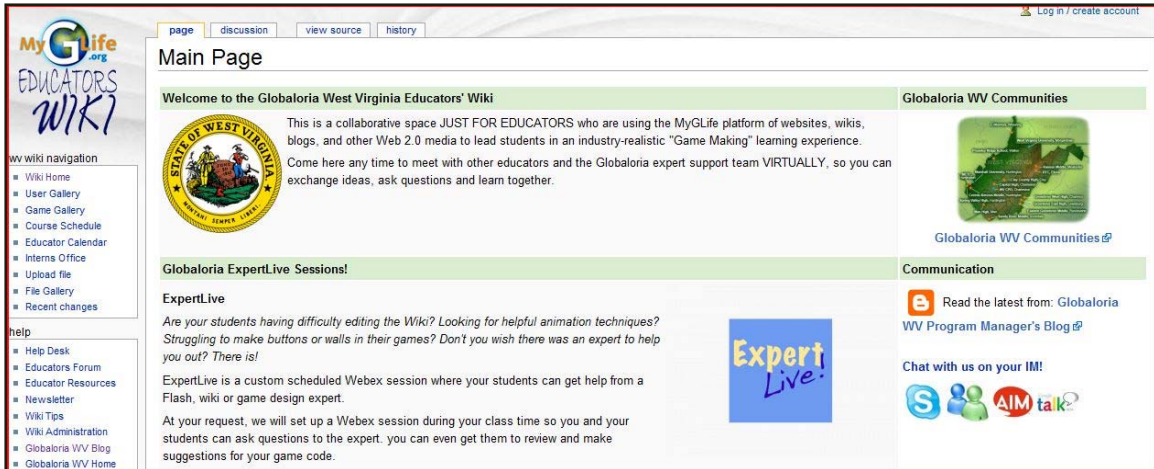 Log in / create account
My G Life
.org
EDUCATORS
WIKI
page discussion view source history
Main Page
wv wiki navigation
Wiki Home
User Gallery
Game Gallery
Course Schedule
Educator Calendar
Interns Office
Upload file
File Gallery
Recent changes
help
Help Desk
Educators Forum
Educator Resources
Newsletter
Wiki Tips
Wiki Administration
Globaloria WV Blog
Globaloria WV Home
Welcome to the Globaloria West Virginia Educators' Wiki
STATE OF WEST VIRGINIA
MONTANI SEMPER LIBERI
This is a collaborative space JUST FOR EDUCATORS who are using the MyGLife platform of websites, wikis,
blogs, and other Web 2.0 media to lead students in an industry-realistic "Game Making" learning experience.
Come here any time to meet with other educators and the Globaloria expert support team VIRTUALLY, so you can
exchange ideas, ask questions and learn together.
Globaloria WV Communities
Globaloria WV Communities
Globaloria ExpertLive Sessions!
ExpertLive
Are your students having difficulty editing the Wiki? Looking for helpful animation techniques?
Struggling to make buttons or walls in their games? Don't you wish there was an expert to help
you out? There is!
ExpertLive is a custom scheduled Webex session where your students can get help from a
Flash, wiki or game design expert.
At your request, we will set up a Webex session during your class time so you and your
students can ask questions to the expert. you can even get them to review and make
suggestions for your game code.
Expert
Live!
Communication
Read the latest from: Globaloria
WV Program Manager's Blog
Chat with us on your IM!
S
AIM
talk